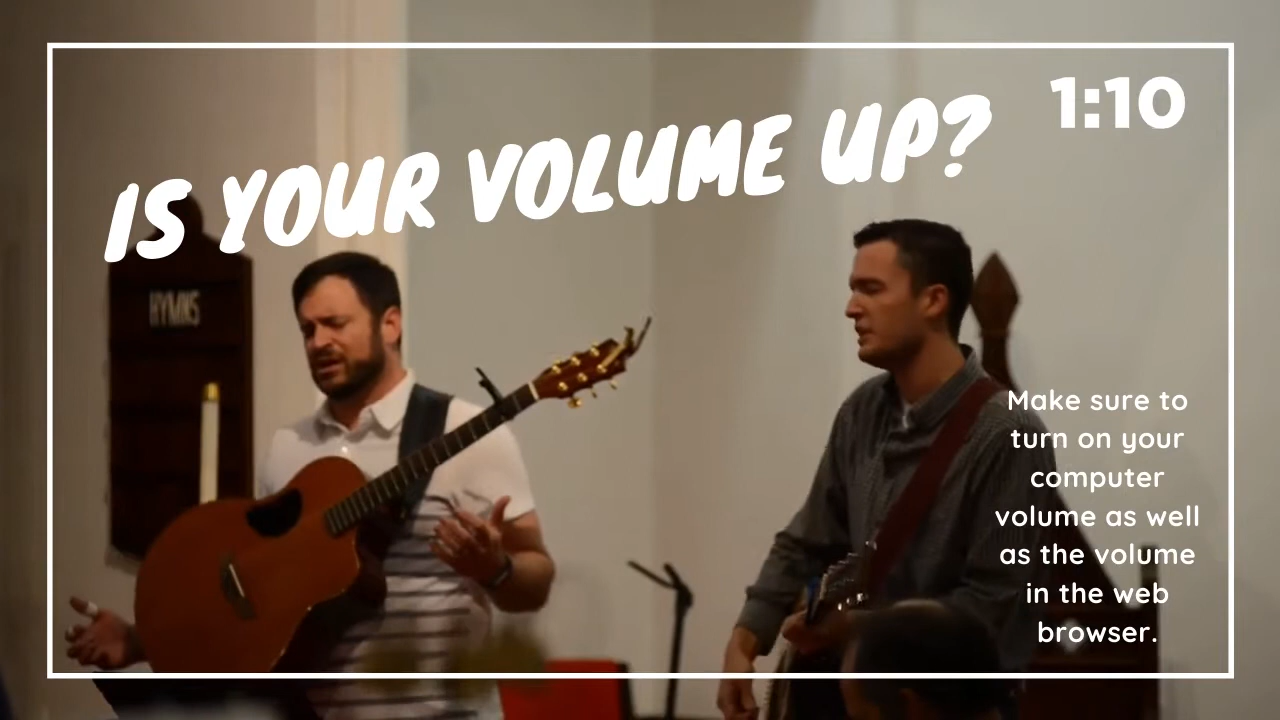 IS YOUR VOLUME UP?
1:10
HYMNS
Make sure to
turn on your
computer
volume as well
as the volume
in the web
browser.